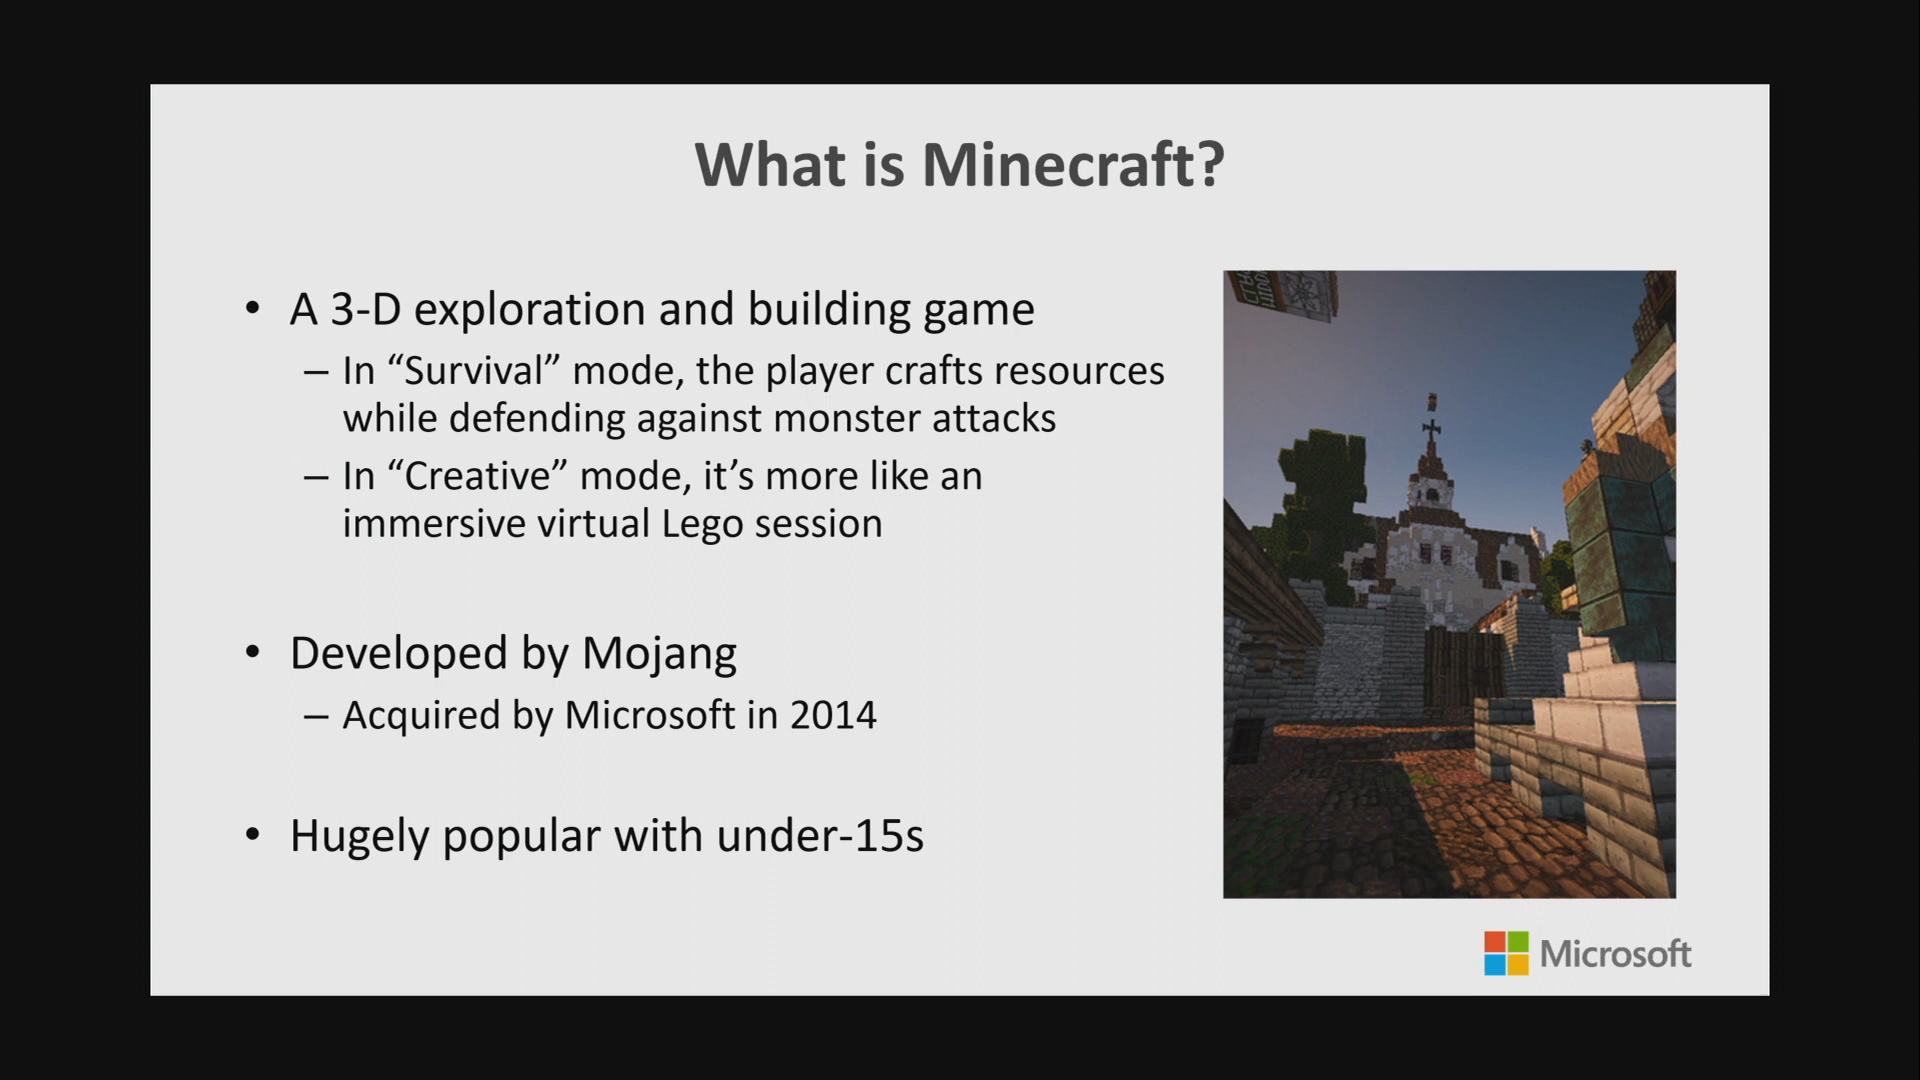 What is Minecraft?
• A 3-D exploration and building game
– In “Survival” mode, the player crafts resources
while defending against monster attacks
– In “Creative” mode, it’s more like an
immersive virtual Lego session
• Developed by Mojang
– Acquired by Microsoft in 2014
• Hugely popular with under-15s
Microsoft